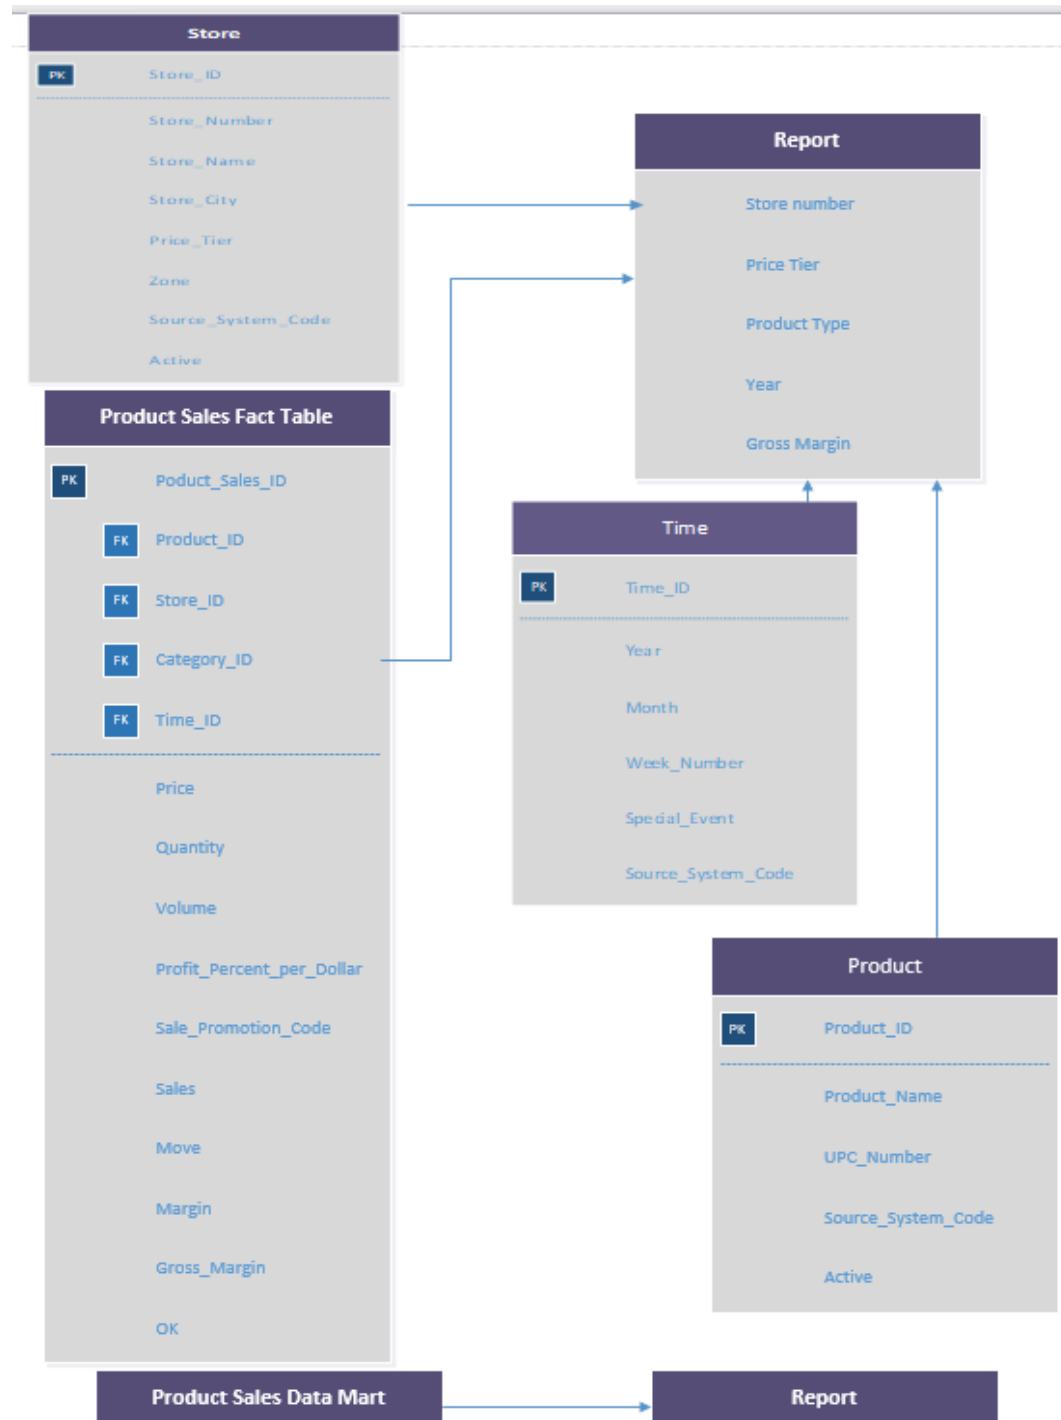 Store
PK Store_ID
Store_Number
Store_Name
Store_City
Price_Tier
Zone
Source_System_Code
Active
Report
Store number
Price Tier
Product Type
Year
Gross Margin
Product Sales Fact Table
PK Poduct_Sales_ID
FK Product_ID
FK Store_ID
FK Category_ID
FK Time_ID
Price
Quantity
Volume
Profit_Percent_per_Dollar
Sale_Promotion_Code
Sales
Move
Margin
Gross_Margin
OK
Time
PK Time_ID
Year
Month
Week_Number
Special_Event
Source_System_Code
Product
PK Product_ID
Product_Name
UPC_Number
Source_System_Code
Active
Product Sales Data Mart
Report